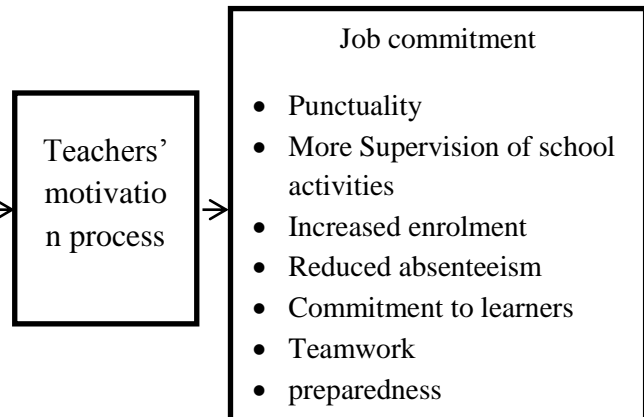 Teachers’
motivatio
n process
Job commitment
• Punctuality
• More Supervision of school
activities
• Increased enrolment
• Reduced absenteeism
• Commitment to learners
• Teamwork
• preparedness